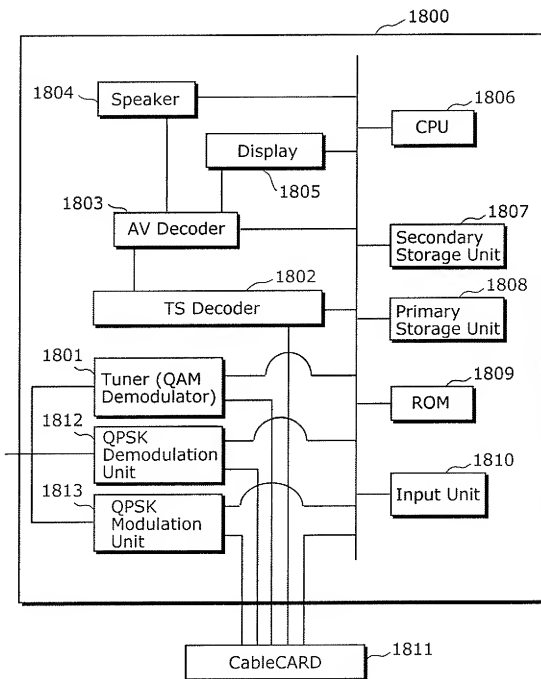 1800
1804
Speaker
1806
CPU
Display
1805
1803
AV Decoder
1807
Secondary
Storage Unit
1802
TS Decoder
1808
Primary
Storage Unit
1801
Tuner (QAM
Demodulator)
1809
ROM
1812
QPSK
Demodulation
Unit
1810
Input Unit
1813
QPSK
Modulation
Unit
CableCARD
1811